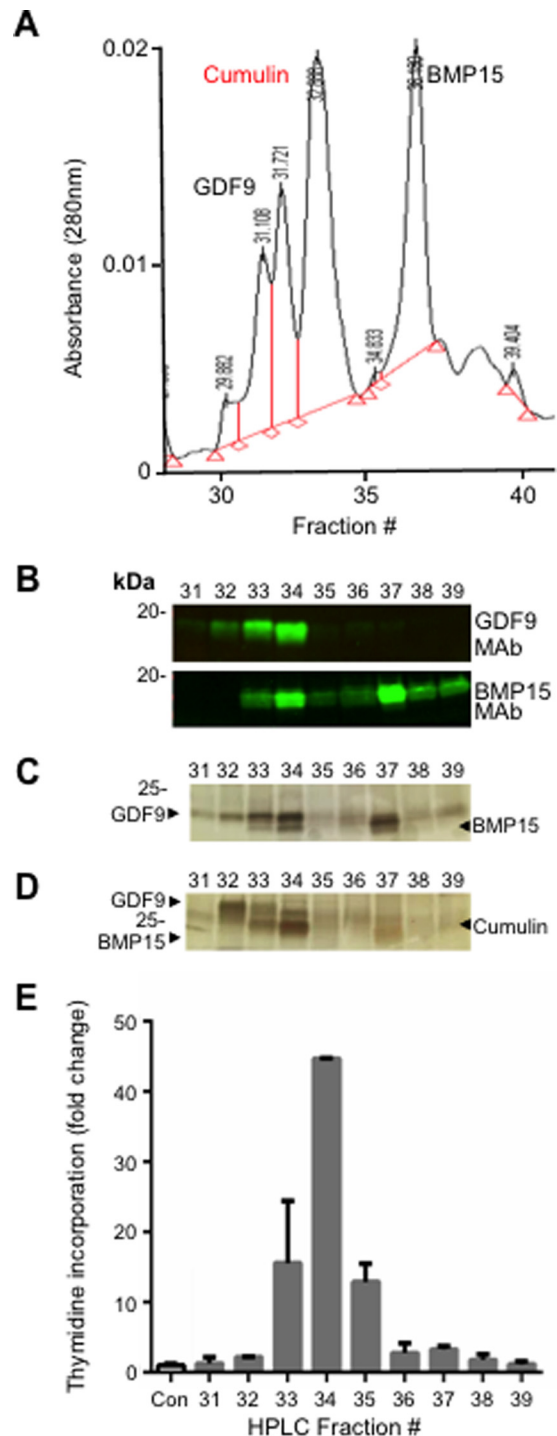 A
0.02
Cumulin
BMP15
GDF9
31.721
31.108
29.882
34.833
39.404
0.01
0
Absorbance (280nm)
30 35 40
Fraction #
B
kDa 31 32 33 34 35 36 37 38 39
20-
GDF9
MAb
20-
BMP15
MAb
C
31 32 33 34 35 36 37 38 39
25-
GDF9
BMP15
D
31 32 33 34 35 36 37 38 39
GDF9
25-
BMP15
Cumulin
E
Thymidine incorporation (fold change)
50
40
30
20
10
0
Con 31 32 33 34 35 36 37 38 39
HPLC Fraction #